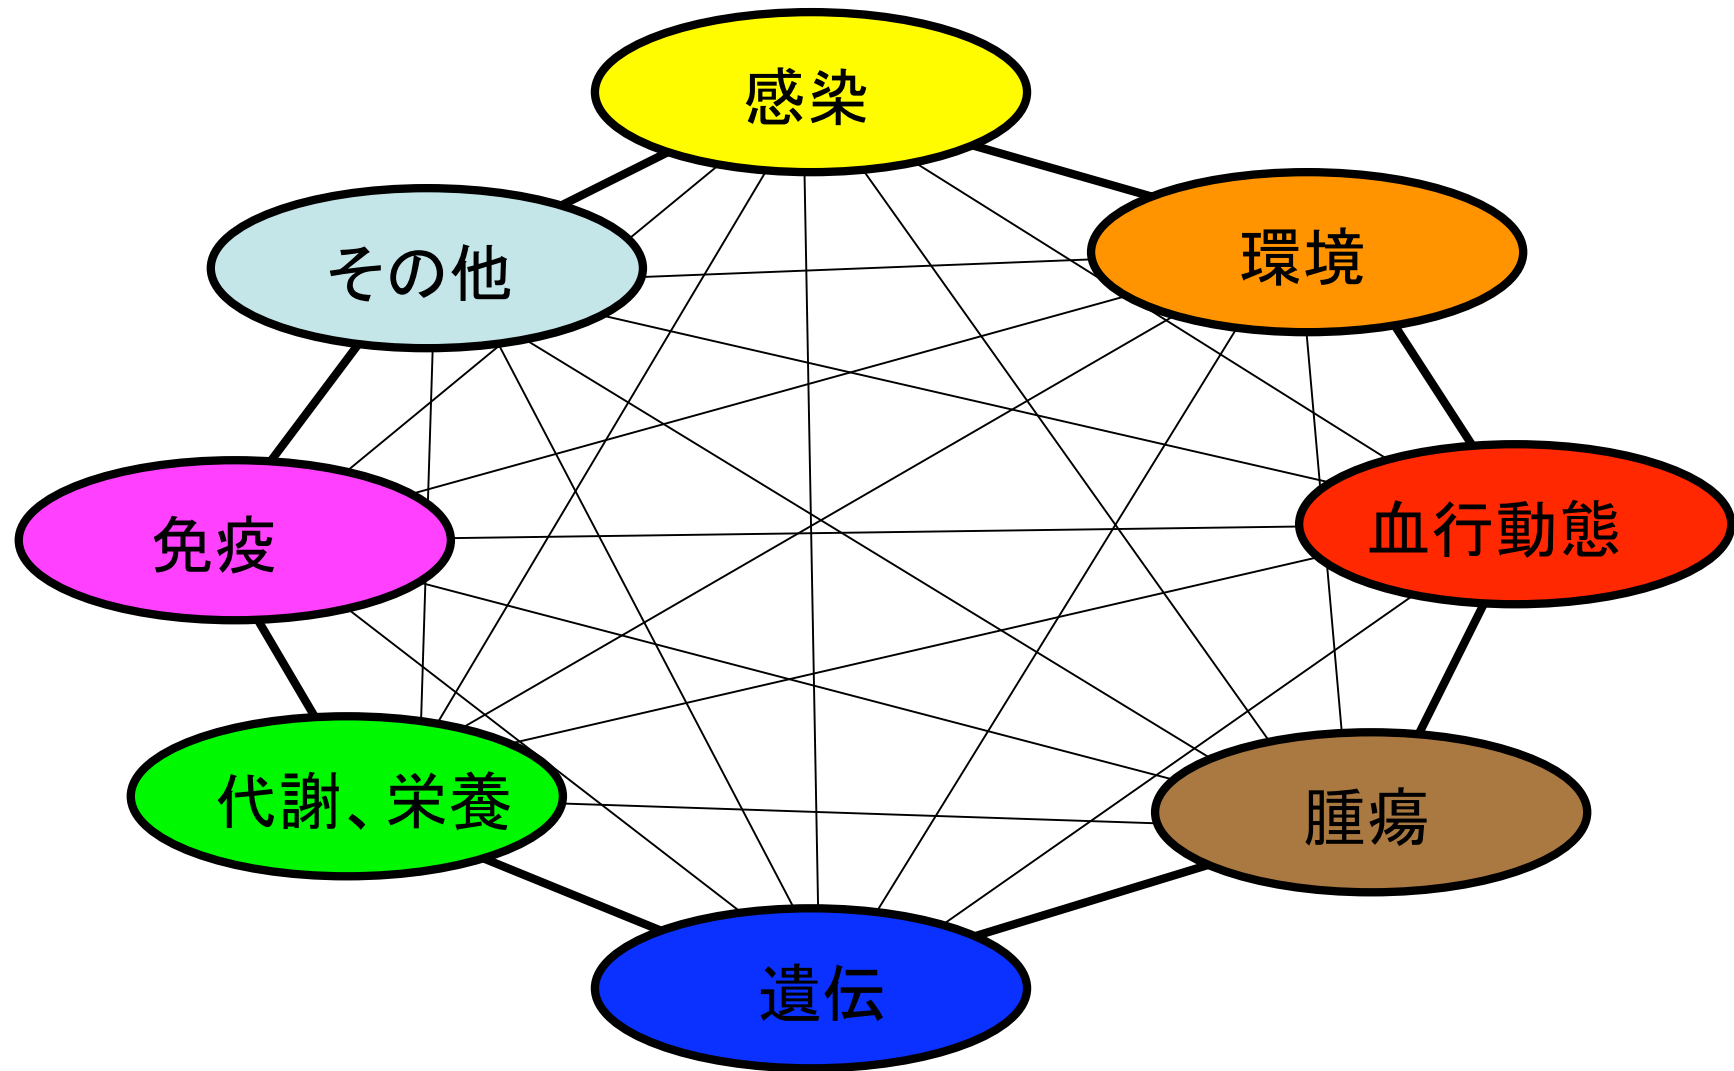 感染
環境
その他
血行動態
免疫
代謝、栄養
腫瘍
遺伝